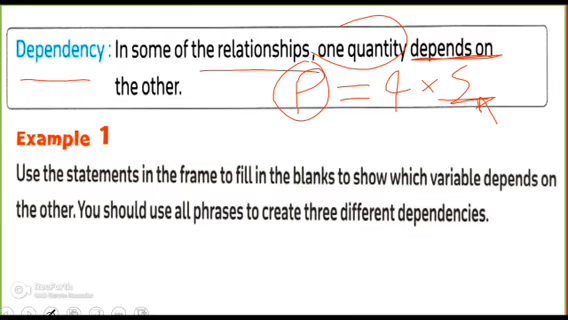 Dependency: In some of the relationships, one quantity depends on
the other.
P = 4 × S
Example 1
Use the statements in the frame to fill in the blanks to show which variable depends on
the other. You should use all phrases to create three different dependencies.